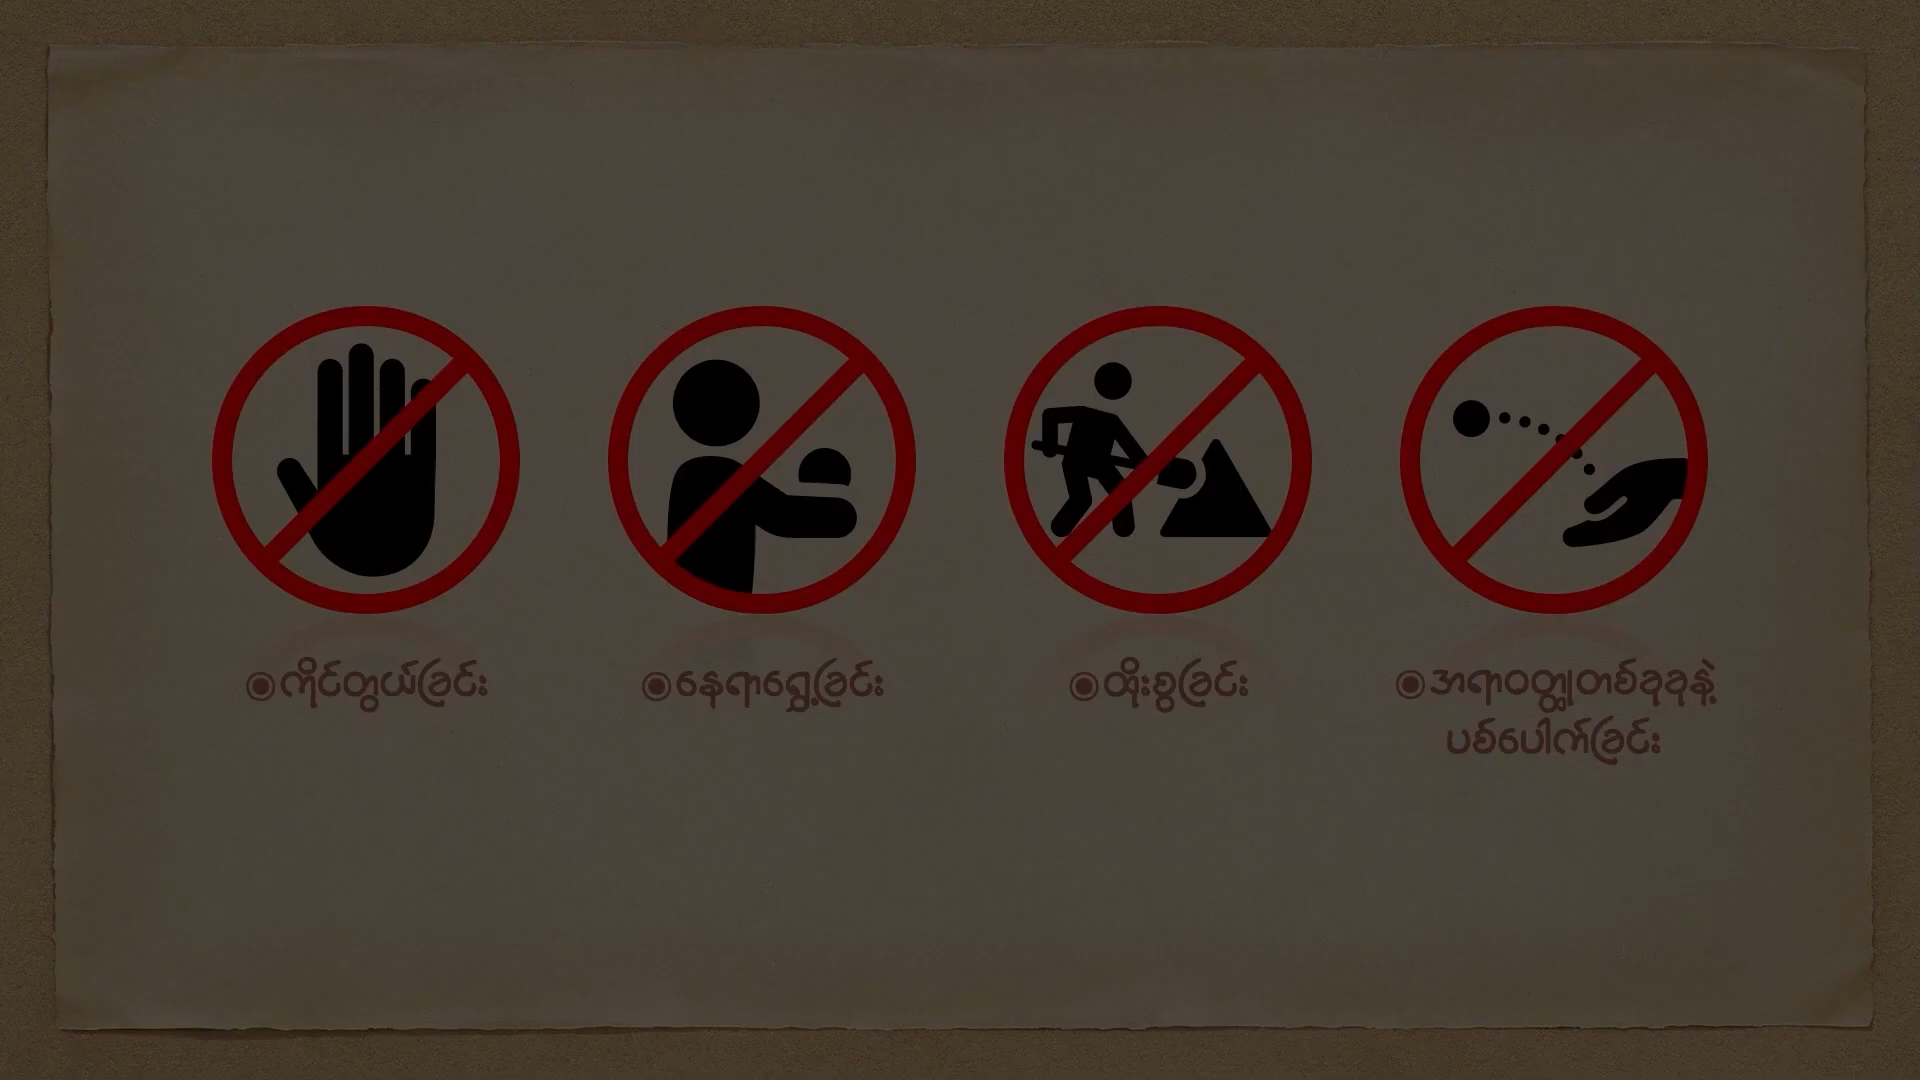 ◉ကိုင်တွယ်ခြင်း
◉နေရာရွှေ့ခြင်း
◉ထိုးစွခြင်း
◉အရာဝတ္ထုတစ်ခုခုနဲ့
ပစ်ပေါက်ခြင်း